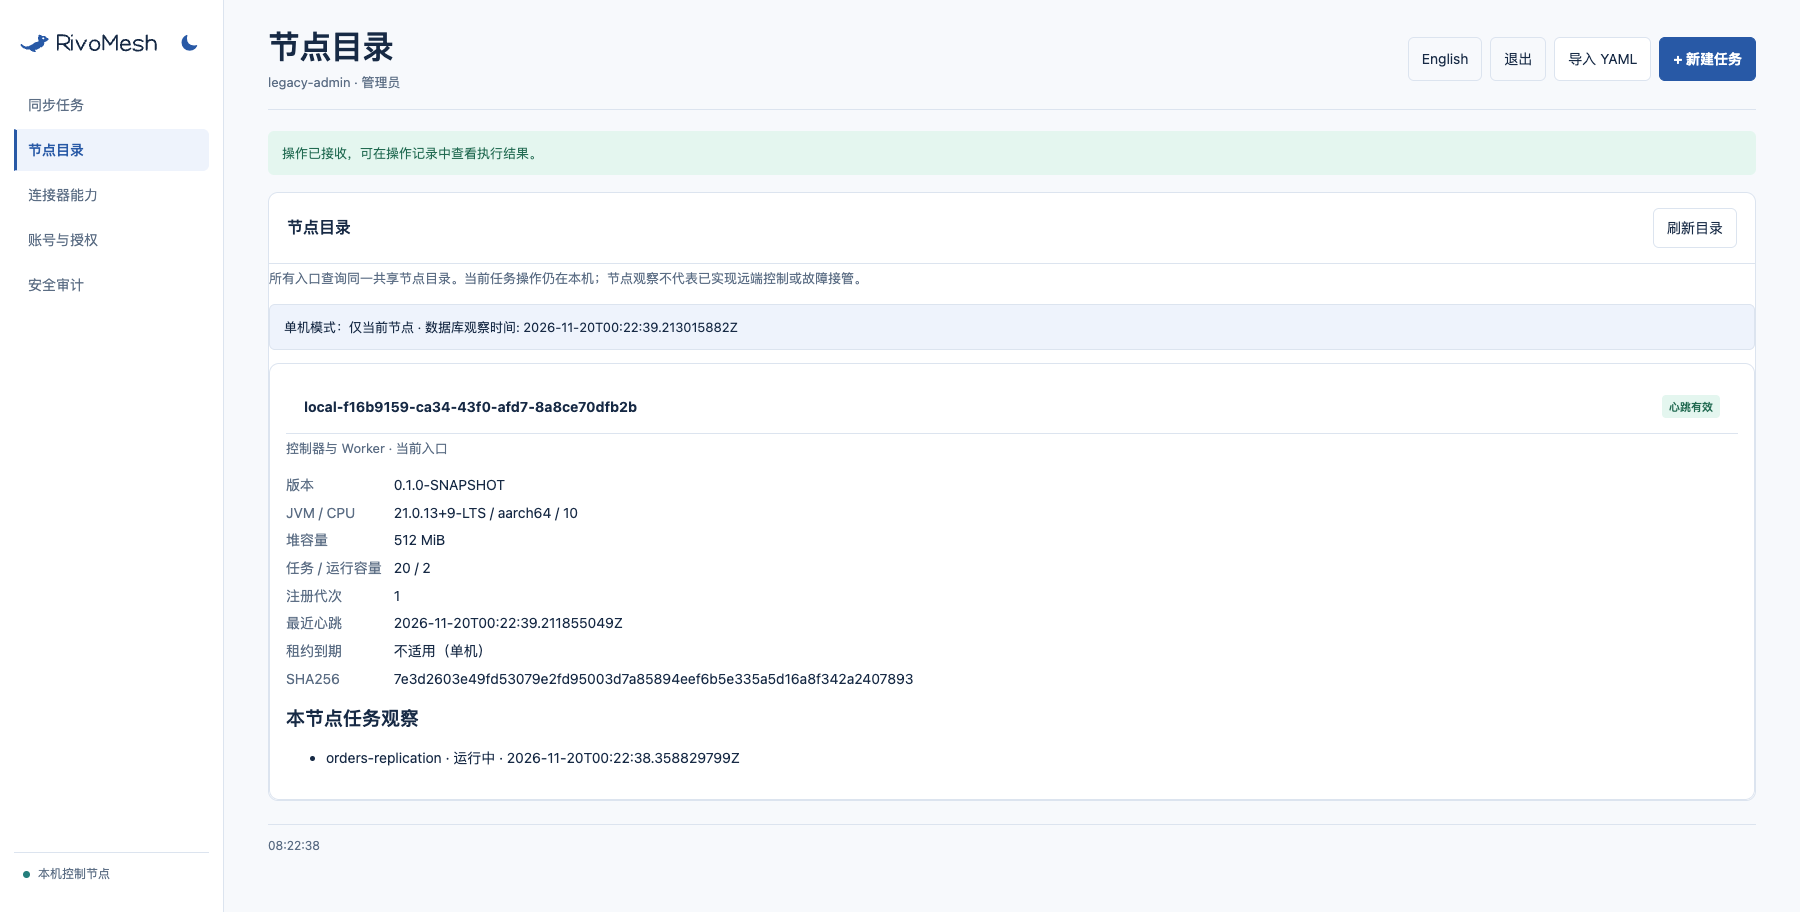 RivoMesh
同步任务
节点目录
连接器能力
账号与授权
安全审计
本机控制节点
节点目录
legacy-admin · 管理员
English
退出
导入 YAML
+ 新建任务
操作已接收，可在操作记录中查看执行结果。
节点目录
刷新目录
所有入口查询同一共享节点目录。当前任务操作仍在本机；节点观察不代表已实现远端控制或故障接管。
单机模式：仅当前节点 · 数据库观察时间: 2026-11-20T00:22:39.213015882Z
local-f16b9159-ca34-43f0-afd7-8a8ce70dfb2b
心跳有效
控制器与 Worker · 当前入口
版本 0.1.0-SNAPSHOT
JVM / CPU 21.0.13+9-LTS / aarch64 / 10
堆容量 512 MiB
任务 / 运行容量 20 / 2
注册代次 1
最近心跳 2026-11-20T00:22:39.211855049Z
租约到期 不适用（单机）
SHA256 7e3d2603e49fd53079e2fd95003d7a85894eef6b5e335a5d16a8f342a2407893
本节点任务观察
• orders-replication · 运行中 · 2026-11-20T00:22:38.358829799Z
08:22:38